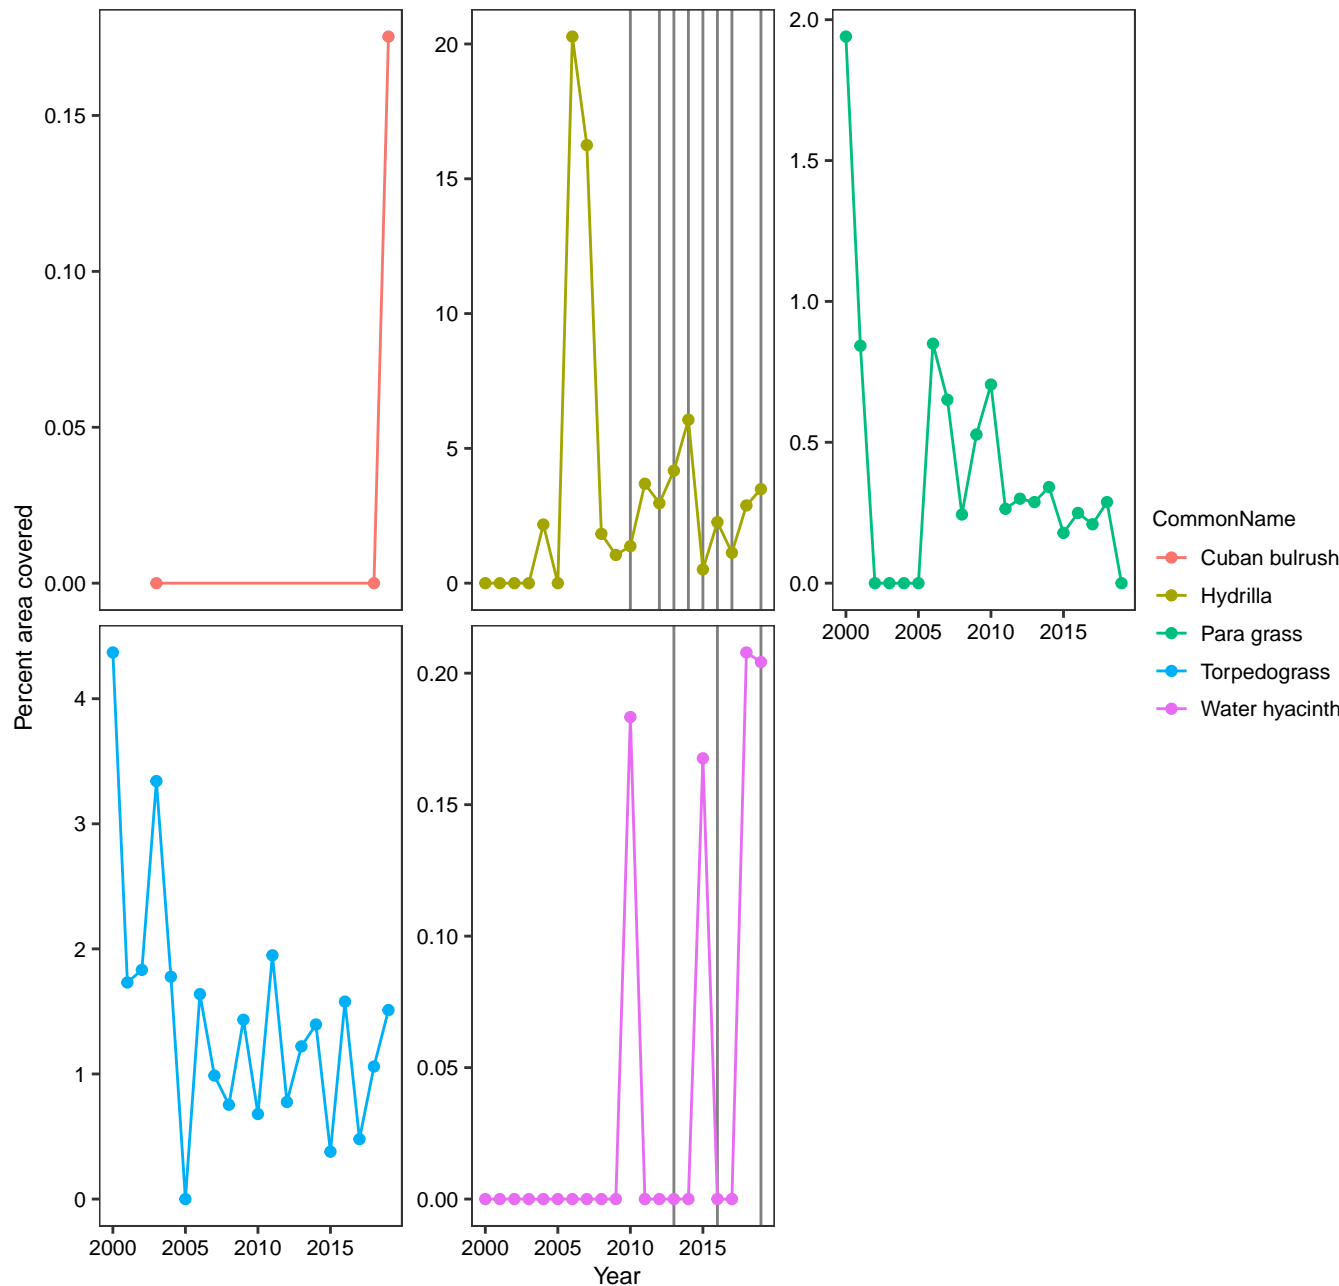 Percent area covered
0.15
0.10
0.05
0.00
20
15
10
5
0
2.0
1.5
1.0
0.5
0.0
2000 2005 2010 2015
4
3
2
1
0
2000 2005 2010 2015
0.20
0.15
0.10
0.05
0.00
2000 2005 2010 2015
Year
CommonName
Cuban bulrush
Hydrilla
Para grass
Torpedograss
Water hyacinth